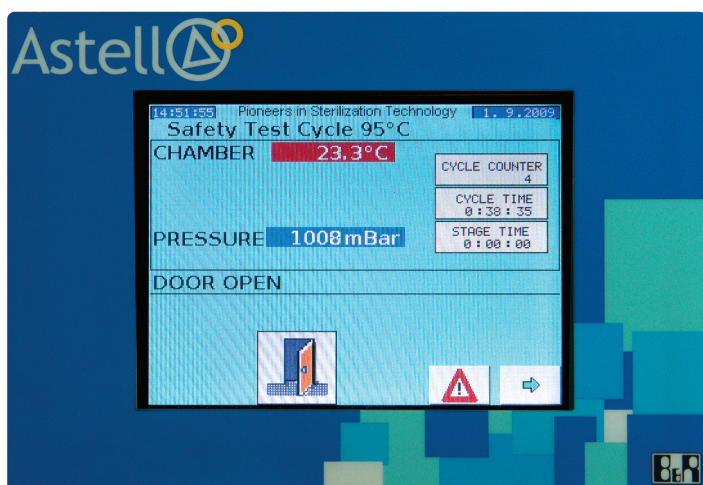 Astell
14:51:55 Pioneers in Sterilization Technology 1. 9.2009
Safety Test Cycle 95°C
CHAMBER 23.3°C
CYCLE COUNTER
4
CYCLE TIME
0:38:35
PRESSURE 1008mBar
STAGE TIME
0:00:00
DOOR OPEN
B&R